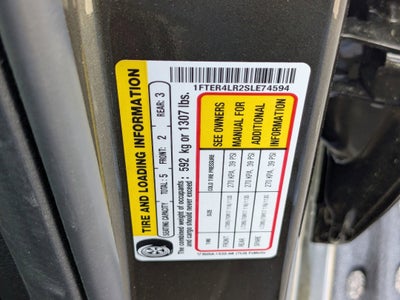 1FTER4LR2SLE74594
TIRE AND LOADING INFORMATION
SEATING CAPACITY TOTAL: 5 FRONT: 2 REAR: 3
The combined weight of occupants
and cargo should never exceed: 592 kg or 1307 lbs.
TIRE SIZE COLD TIRE PRESSURE
FRONT 270 KPA, 39 PSI
REAR 270 KPA, 39 PSI
SPARE 270 KPA, 39 PSI
SEE OWNERS
MANUAL FOR
ADDITIONAL
INFORMATION